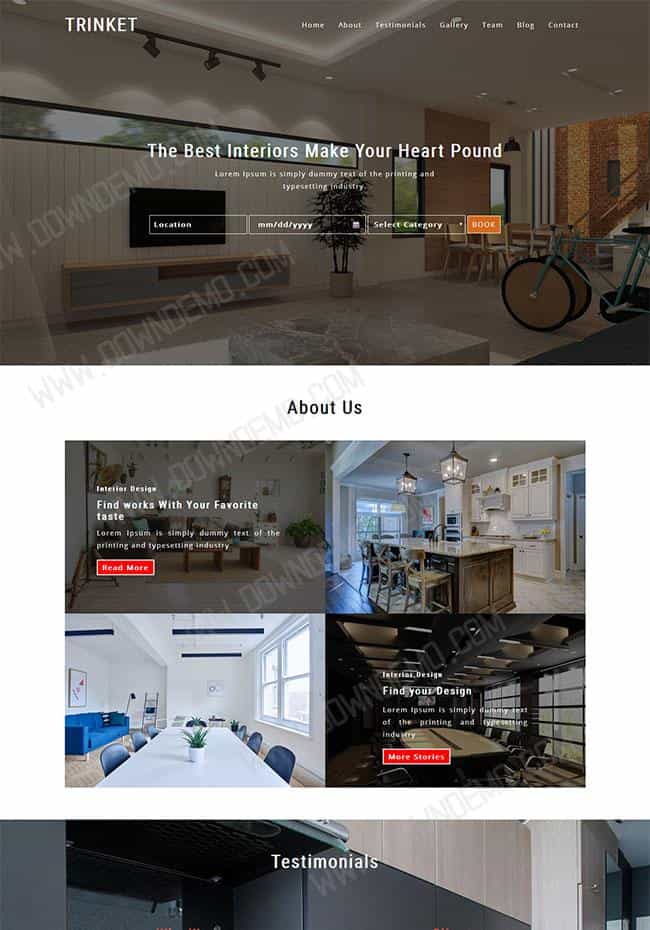 TRINKET
Home About Testimonials Gallery Team Blog Contact
The Best Interiors Make Your Heart Pound
Lorem Ipsum is simply dummy text of the printing and
typesetting industry.
Location mm/dd/yyyy Select Category BOOK
WWW.DOWNDEMO.COM
WWW.DOWNDEMO.COM
About Us
Interior Design
Find works With Your Favorite
taste
Lorem Ipsum is simply dummy text of the
printing and typesetting industry
Read More
Interior Design
Find your Design
Lorem Ipsum is simply dummy text
of the printing and typesetting
industry
More Stories
Testimonials